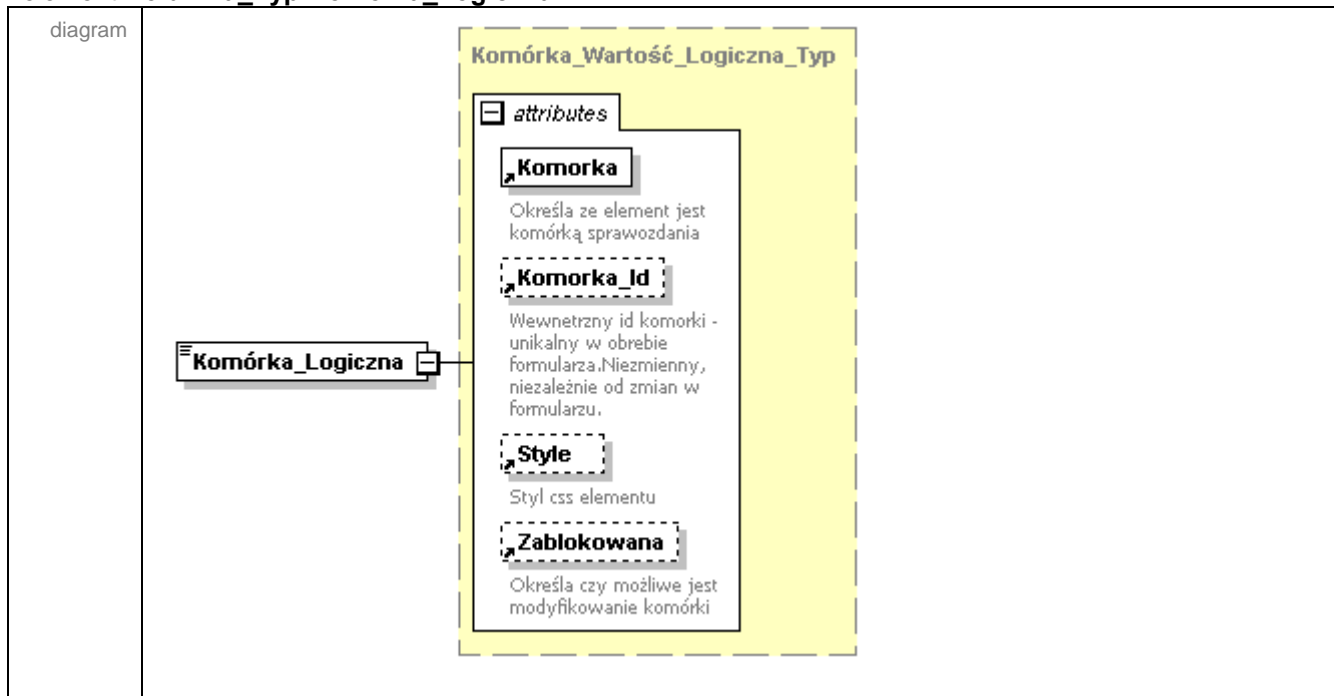 diagram
Komórka_Wartość_Logiczna_Typ
attributes
Komorka
Określa ze element jest
komórką sprawozdania
Komorka_Id
Wewnetrzny id komorki -
unikalny w obrebie
formularza.Niezmienny,
niezależnie od zmian w
formularzu.
Komórka_Logiczna
Style
Styl css elementu
Zablokowana
Określa czy możliwe jest
modyfikowanie komórki